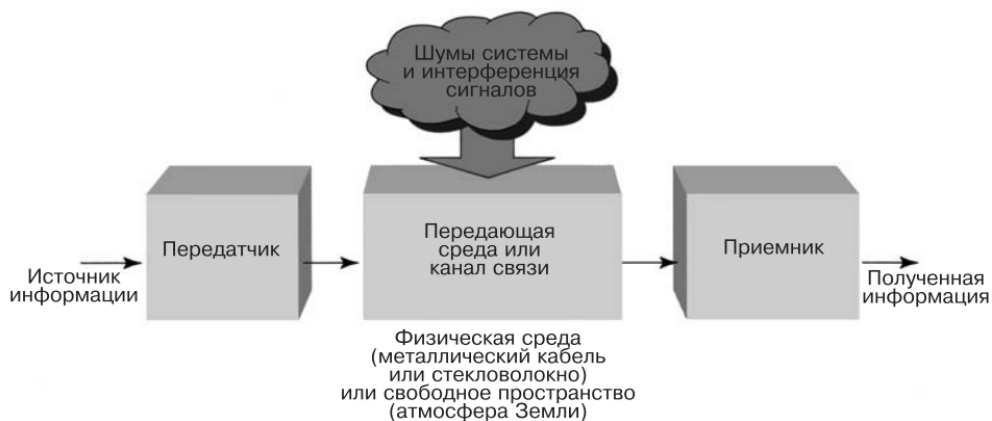 Шумы системы
и интерференция
сигналов
Передатчик
Передающая
среда или
канал связи
Приемник
Источник
информации
Полученная
информация
Физическая среда
(металлический кабель
или стекловолокно)
или свободное пространство
(атмосфера Земли)